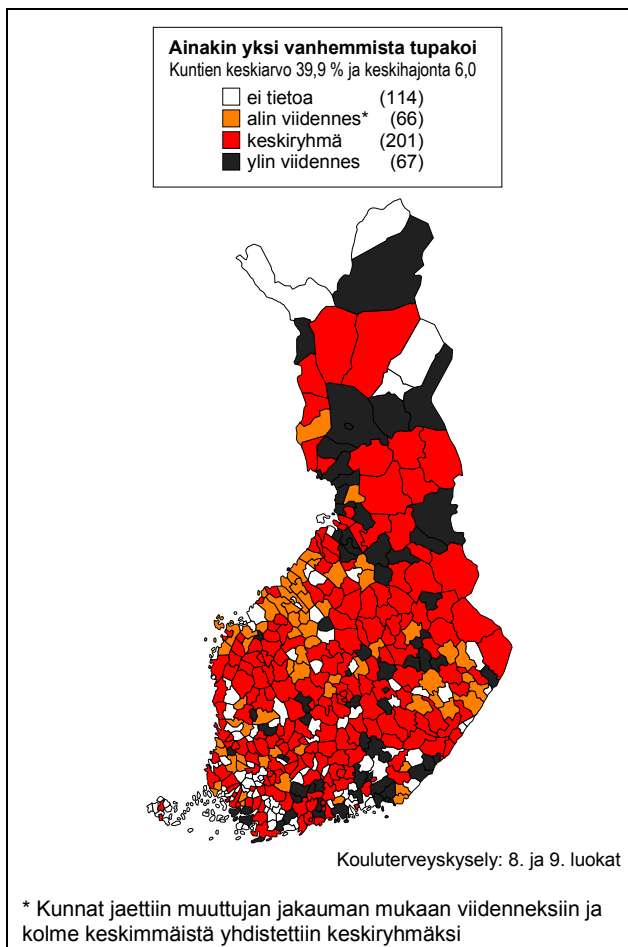 Ainakin yksi vanhemmista tupakoi
Kuntien keskiarvo 39,9 % ja keskihajonta 6,0
ei tietoa (114)
alin viidennes* (66)
keskiryhmä (201)
ylin viidennes (67)
Kouluterveyskysely: 8. ja 9. luokat
* Kunnat jaettiin muuttujan jakauman mukaan viidenneksiin ja
kolme keskimmäistä yhdistettiin keskiryhmäksi